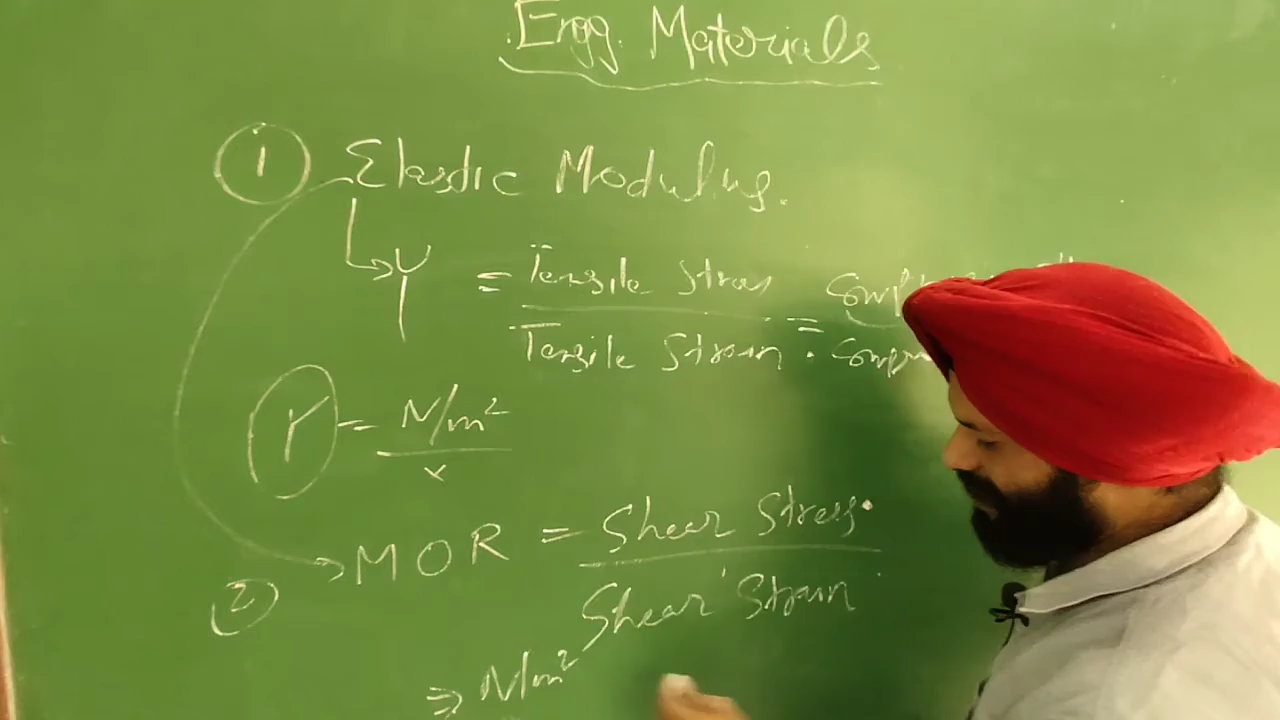 Engg. Materials
1 Elastic Modulus.
Y = Tensile Stress =
Tensile Strain .
Y = N/m²
x
MOR = Shear Stress.
2 Shear Strain
⇒ N/m²